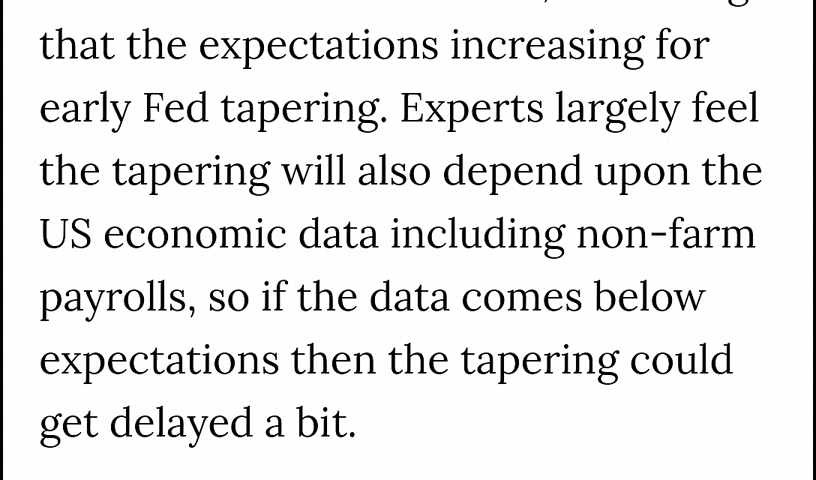 that the expectations increasing for
early Fed tapering. Experts largely feel
the tapering will also depend upon the
US economic data including non-farm
payrolls, so if the data comes below
expectations then the tapering could
get delayed a bit.